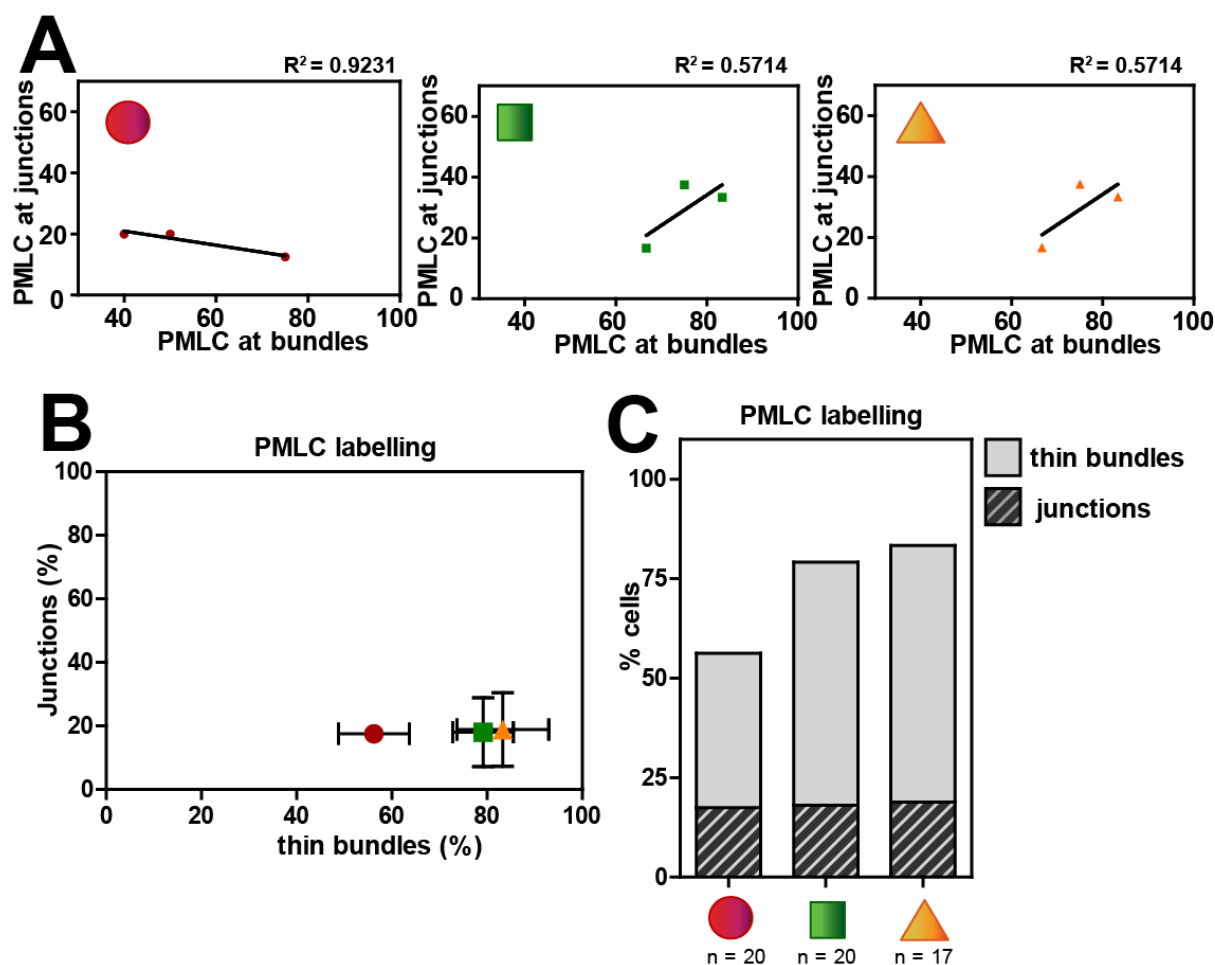 A
R² = 0.9231
PMLC at junctions
60
40
20
0
40 60 80 100
PMLC at bundles
R² = 0.5714
PMLC at junctions
60
40
20
0
40 60 80 100
PMLC at bundles
R² = 0.5714
PMLC at junctions
60
40
20
0
40 60 80 100
PMLC at bundles
B
PMLC labelling
Junctions (%)
100
80
60
40
20
0
0 20 40 60 80 100
thin bundles (%)
C
PMLC labelling
% cells
100
75
50
25
0
thin bundles
junctions
n = 20 n = 20 n = 17